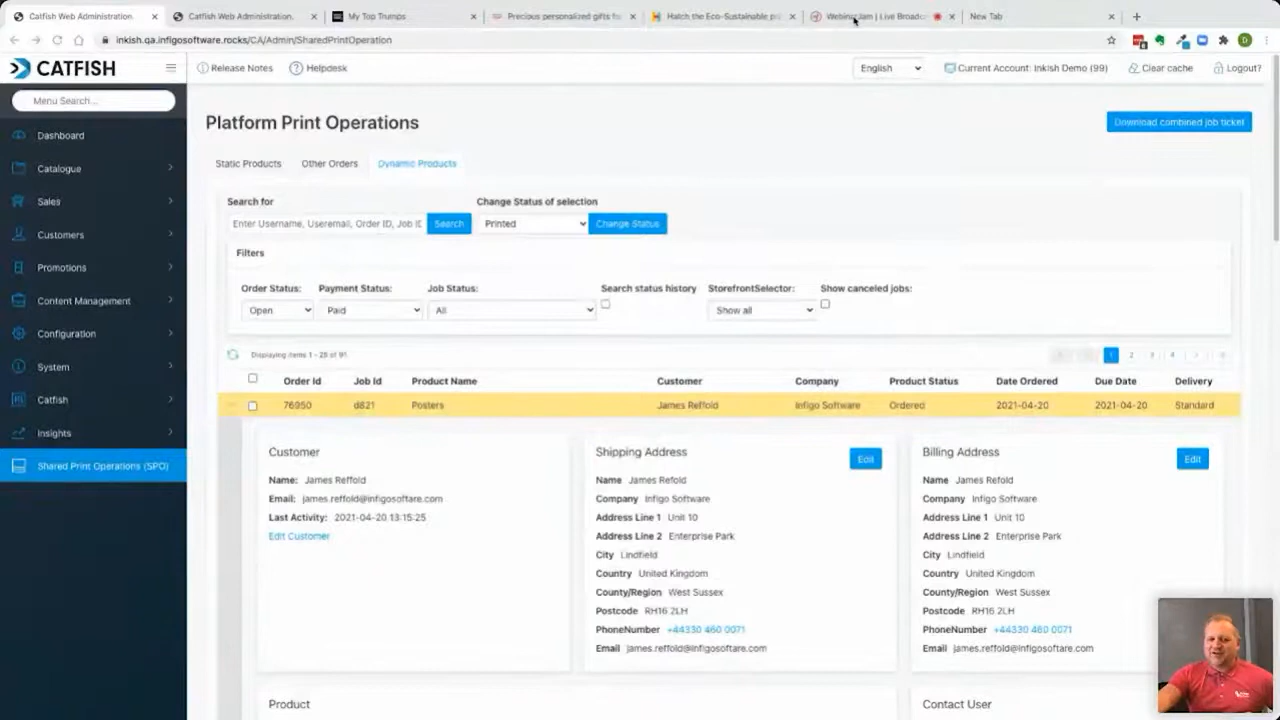 Catfish Web Administration.
Catfish Web Administration.
My Top Trumps
Precious personalized gifts fo
Hatch the Eco-Sustainable pri
WebinarJam | Live Broadc
New Tab
inkish.qa.infigosoftware.rocks/CA/Admin/SharedPrintOperation
CATFISH
Release Notes
Helpdesk
English
Current Account: Inkish Demo (99)
Clear cache
Logout?
Menu Search...
Dashboard
Catalogue
Sales
Customers
Promotions
Content Management
Configuration
System
Catfish
Insights
Shared Print Operations (SPO)
Platform Print Operations
Download combined job ticket
Static Products
Other Orders
Dynamic Products
Search for
Change Status of selection
Enter Username, Useremail, Order ID, Job ID
Search
Printed
Change Status
Filters
Order Status:
Payment Status:
Job Status:
Search status history
StorefrontSelector:
Show canceled jobs:
Open
Paid
All
Show all
Displaying items 1 - 25 of 91
1 2 3 4
Order Id Job Id Product Name Customer Company Product Status Date Ordered Due Date Delivery
76950 d821 Posters James Reffold Infigo Software Ordered 2021-04-20 2021-04-20 Standard
Customer
Name: James Reffold
Email: james.reffold@infigosoftare.com
Last Activity: 2021-04-20 13:15:25
Edit Customer
Shipping Address
Edit
Name James Refold
Company Infigo Software
Address Line 1 Unit 10
Address Line 2 Enterprise Park
City Lindfield
Country United Kingdom
County/Region West Sussex
Postcode RH16 2LH
PhoneNumber +44330 460 0071
Email james.reffold@infigosoftare.com
Billing Address
Edit
Name James Refold
Company Infigo Software
Address Line 1 Unit 10
Address Line 2 Enterprise Park
City Lindfield
Country United Kingdom
County/Region West Sussex
Postcode RH16 2LH
PhoneNumber +44330 460 0071
Email james.reffold@infigosoftare.com
Product
Contact User